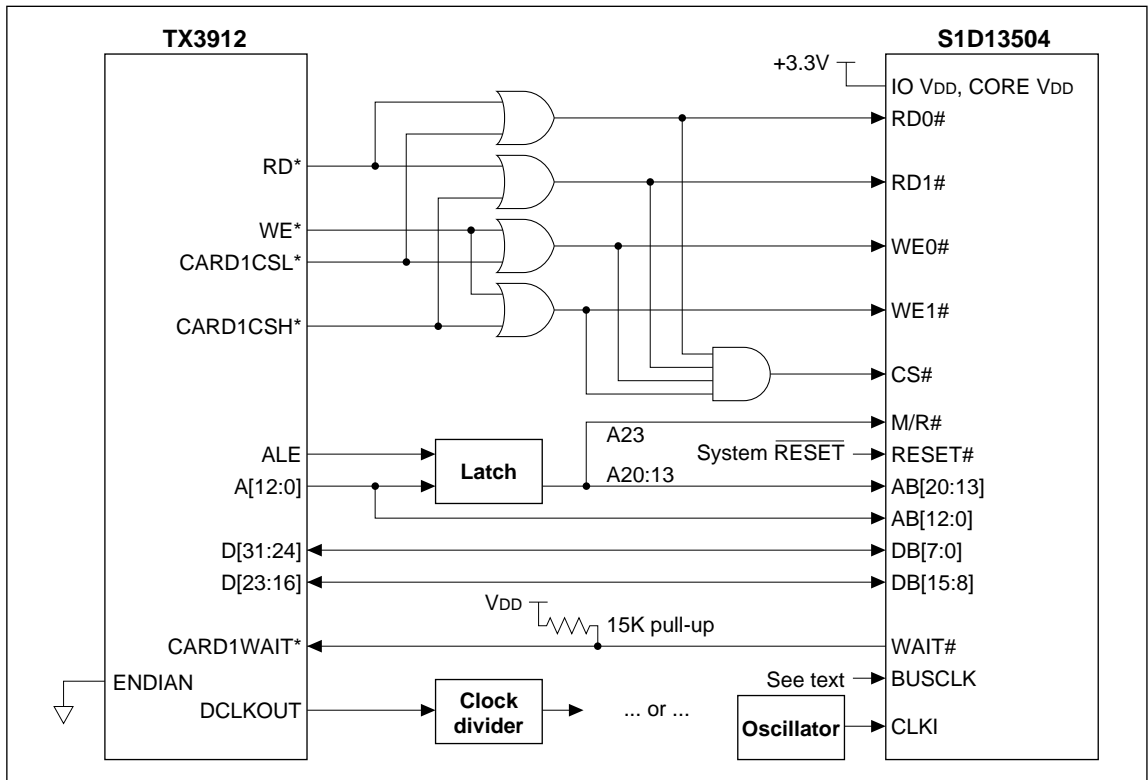 TX3912
S1D13504
+3.3V
IO VDD, CORE VDD
RD0#
RD*
RD1#
WE*
WE0#
CARD1CSL*
WE1#
CARD1CSH*
CS#
M/R#
A23
ALE
Latch
System RESET
RESET#
A[12:0]
A20:13
AB[20:13]
AB[12:0]
D[31:24]
DB[7:0]
D[23:16]
DB[15:8]
VDD
15K pull-up
CARD1WAIT*
WAIT#
ENDIAN
See text
BUSCLK
DCLKOUT
Clock
divider
... or ...
Oscillator
CLKI